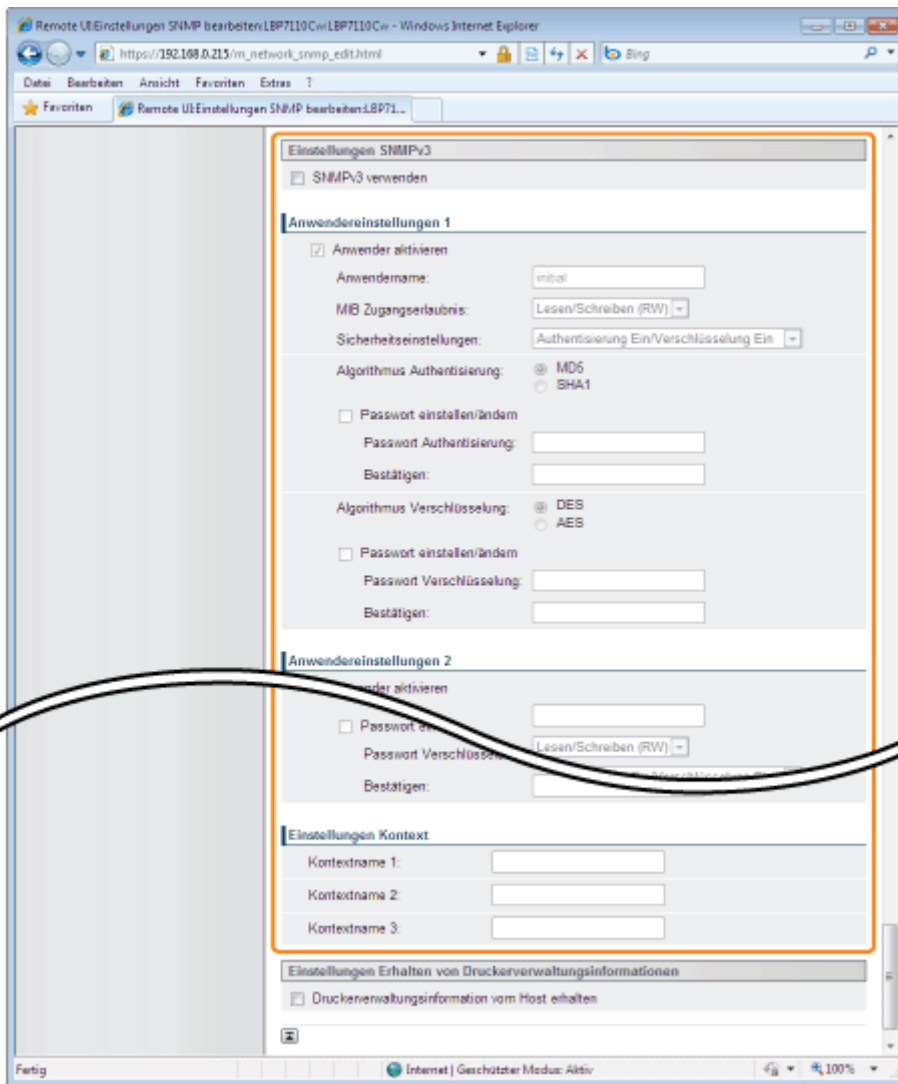 Remote UI:Einstellungen SNMP bearbeiten:LBP7110Cw:LBP7110Cw - Windows Internet Explorer
https://192.168.0.215/m_network_snmp_edit.html
Bing
Datei Bearbeiten Ansicht Favoriten Extras ?
Favoriten
Remote UI:Einstellungen SNMP bearbeiten:LBP71...
Einstellungen SNMPv3
SNMPv3 verwenden
Anwendereinstellungen 1
Anwender aktivieren
Anwendername: initial
MIB Zugangserlaubnis: Lesen/Schreiben (RW)
Sicherheitseinstellungen: Authentisierung Ein/Verschlüsselung Ein
Algorithmus Authentisierung: MD5
SHA1
Passwort einstellen/ändern
Passwort Authentisierung:
Bestätigen:
Algorithmus Verschlüsselung: DES
AES
Passwort einstellen/ändern
Passwort Verschlüsselung:
Bestätigen:
Anwendereinstellungen 2
aktivieren
Passwort
Passwort Lesen/Schreiben (RW)
Bestätigen:
Einstellungen Kontext
Kontextname 1:
Kontextname 2:
Kontextname 3:
Einstellungen Erhalten von Druckerverwaltungsinformationen
Druckerverwaltungsinformation vom Host erhalten
Fertig
Internet | Geschützter Modus: Aktiv
100%